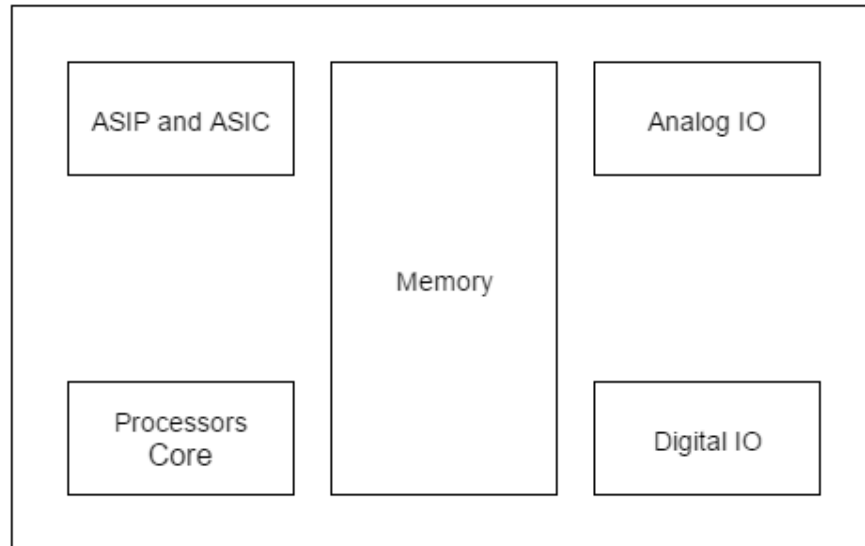 ASIP and ASIC
Analog IO
Memory
Processors
Core
Digital IO